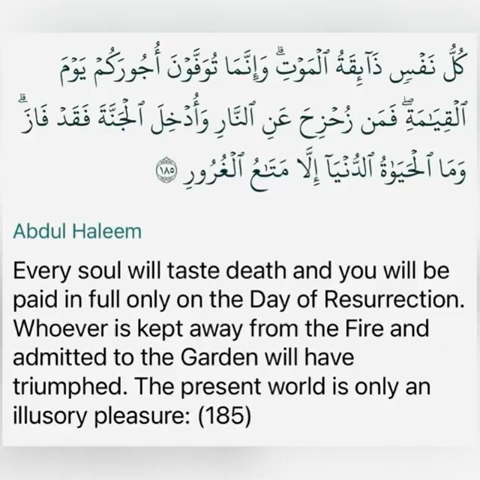 كُلُّ نَفْسٍ ذَآئِقَةُ ٱلْمَوْتِ ۗ وَإِنَّمَا تُوَفَّوْنَ أُجُورَكُمْ يَوْمَ
ٱلْقِيَـٰمَةِ ۖ فَمَن زُحْزِحَ عَنِ ٱلنَّارِ وَأُدْخِلَ ٱلْجَنَّةَ فَقَدْ فَازَ ۗ
وَمَا ٱلْحَيَوٰةُ ٱلدُّنْيَآ إِلَّا مَتَـٰعُ ٱلْغُرُورِ ١٨٥
Abdul Haleem
Every soul will taste death and you will be
paid in full only on the Day of Resurrection.
Whoever is kept away from the Fire and
admitted to the Garden will have
triumphed. The present world is only an
illusory pleasure: (185)